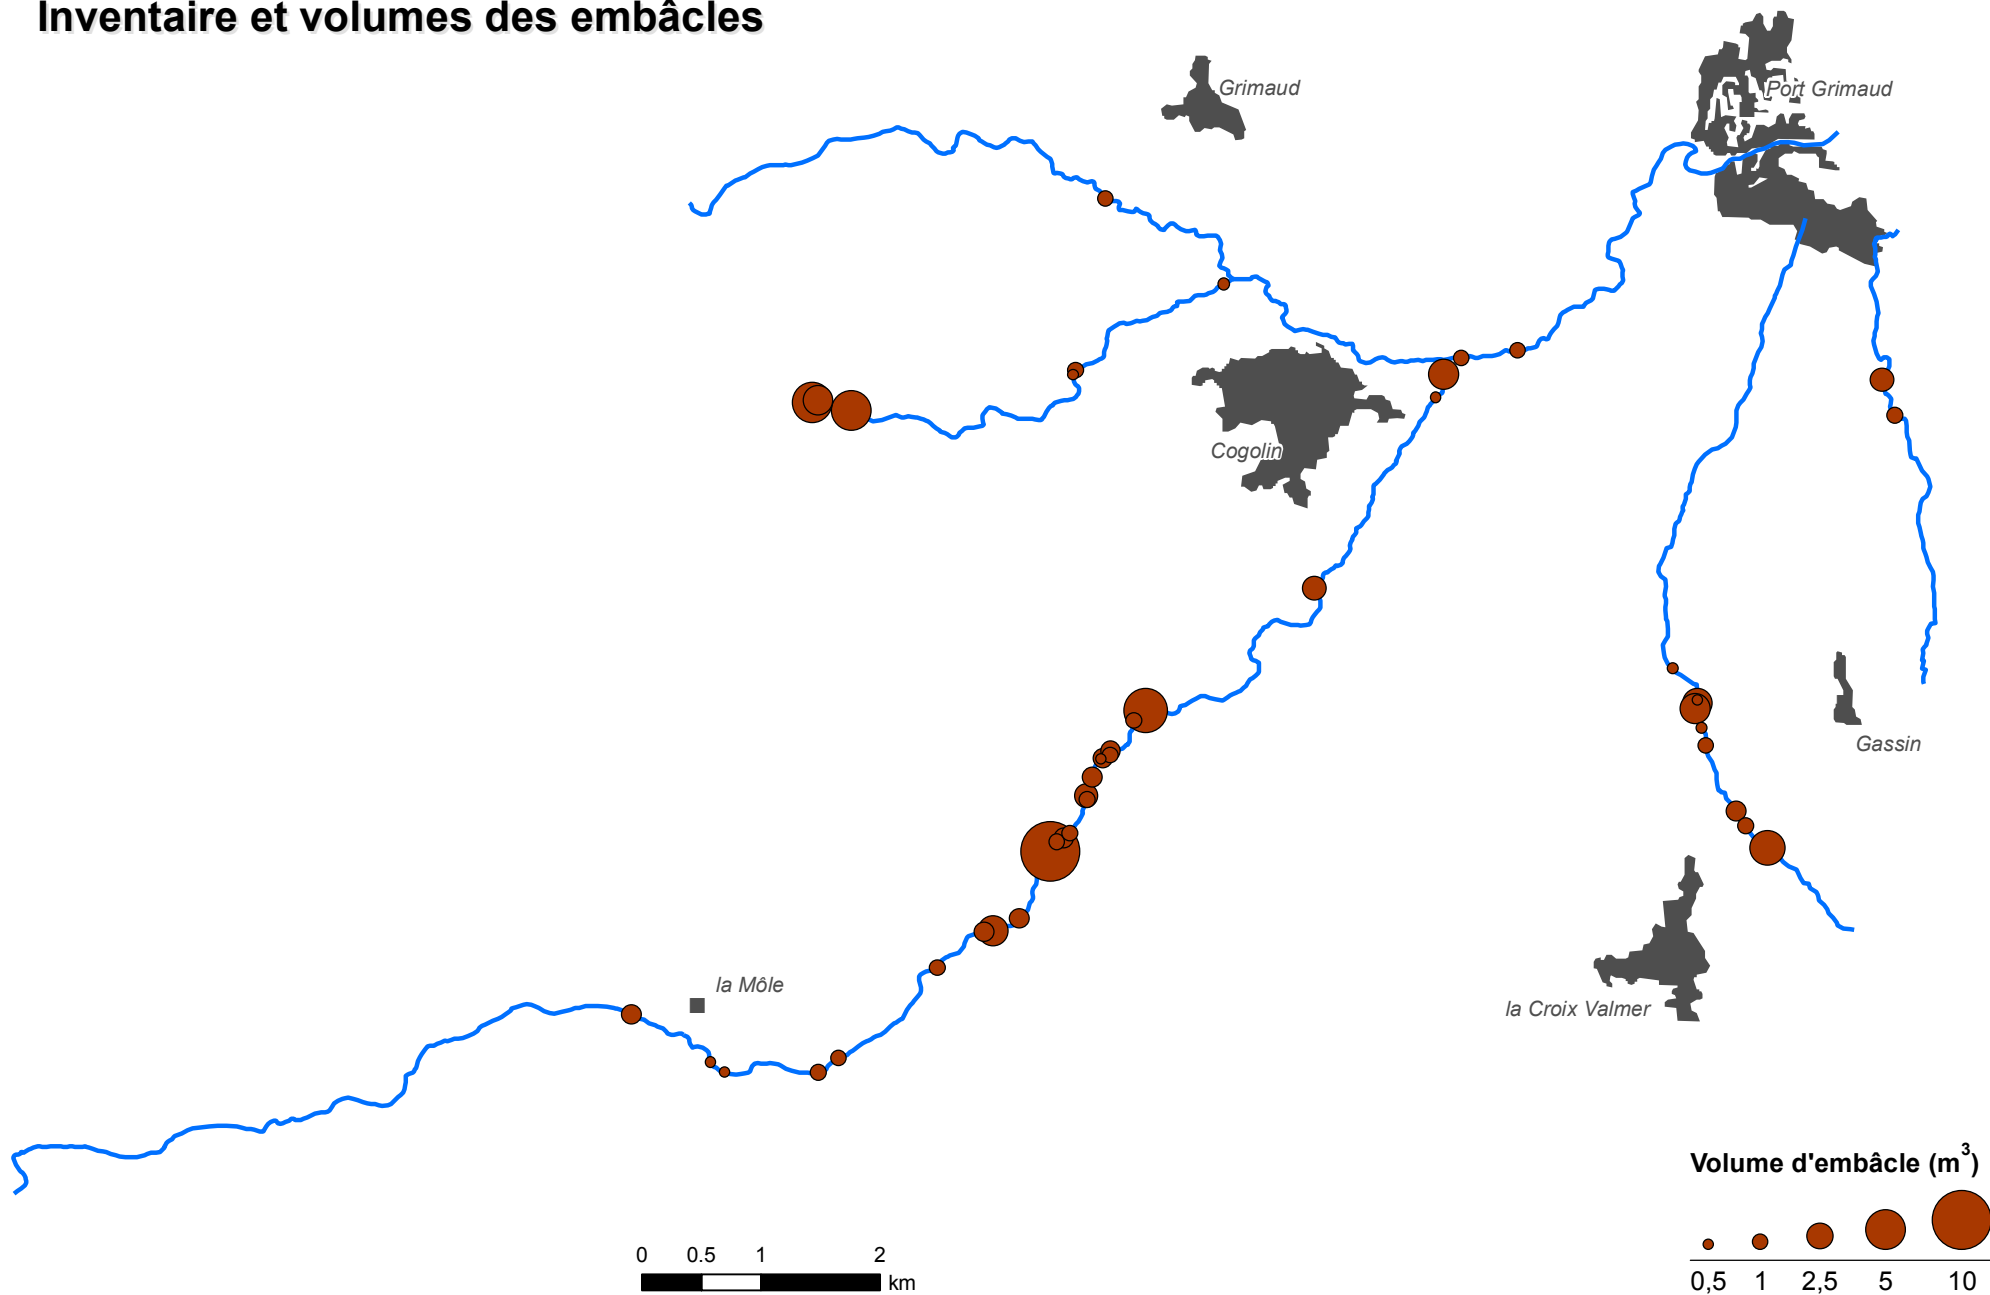 Inventaire et volumes des embâcles
Grimaud
Port Grimaud
Cogolin
Gassin
la Môle
la Croix Valmer
Volume d'embâcle (m³)
0,5 1 2,5 5 10
0 0.5 1 2
km